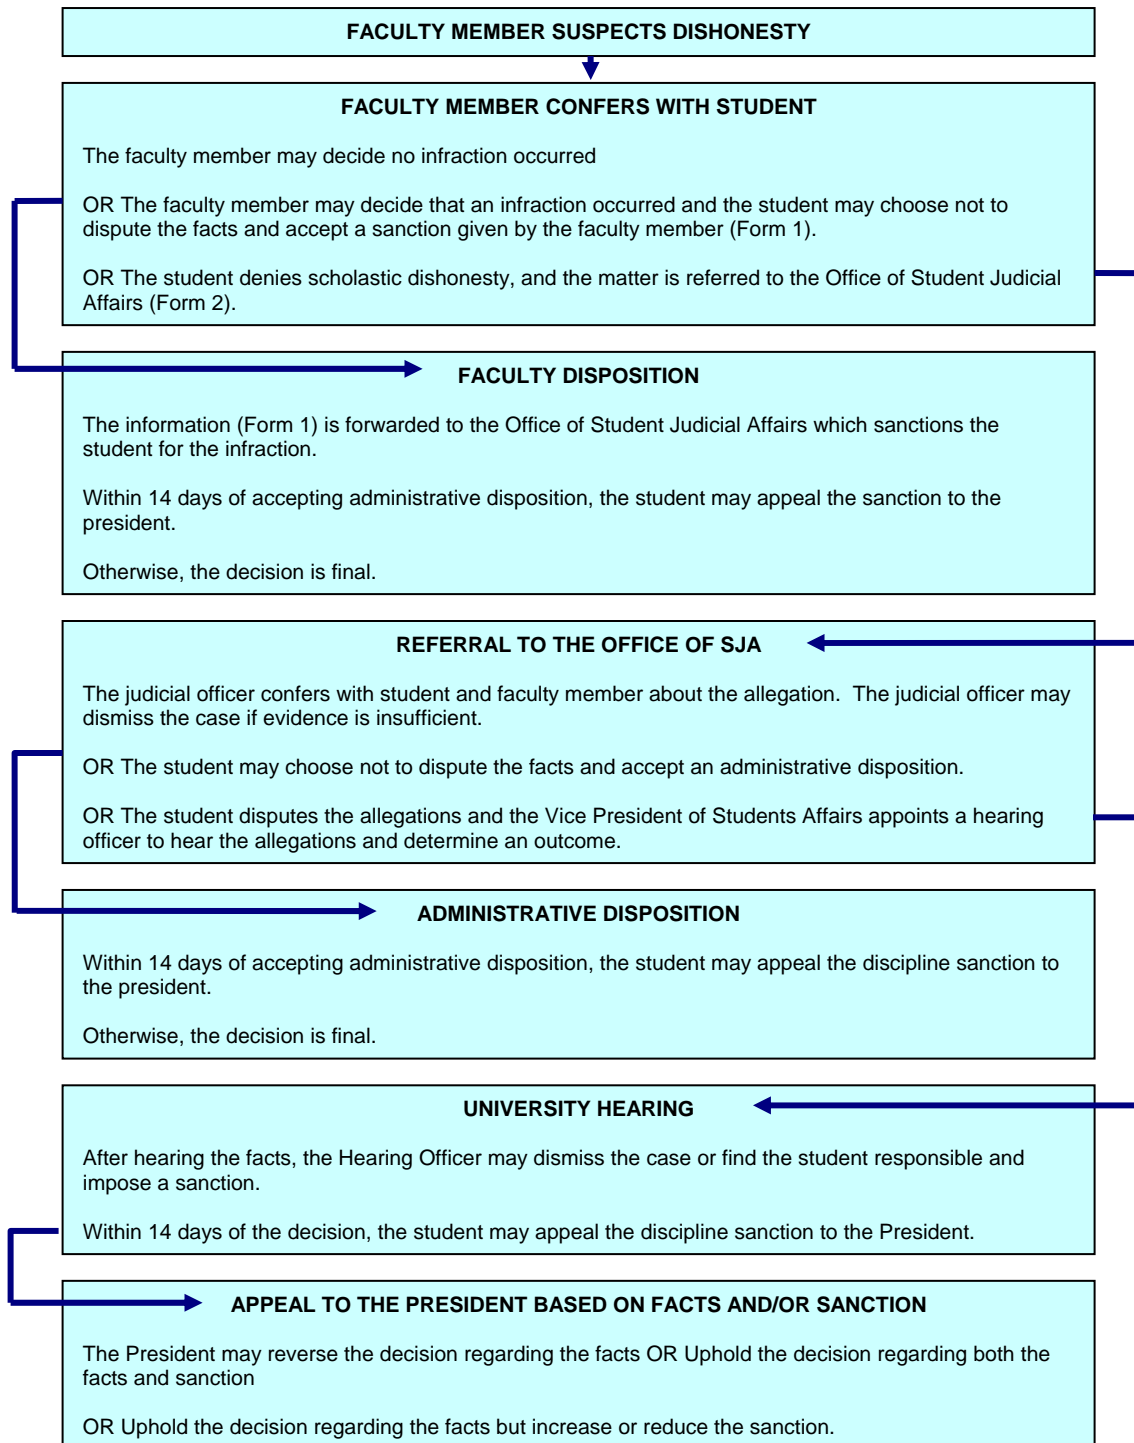 FACULTY MEMBER SUSPECTS DISHONESTY
FACULTY MEMBER CONFERS WITH STUDENT
The faculty member may decide no infraction occurred
OR The faculty member may decide that an infraction occurred and the student may choose not to
dispute the facts and accept a sanction given by the faculty member (Form 1).
OR The student denies scholastic dishonesty, and the matter is referred to the Office of Student Judicial
Affairs (Form 2).
FACULTY DISPOSITION
The information (Form 1) is forwarded to the Office of Student Judicial Affairs which sanctions the
student for the infraction.
Within 14 days of accepting administrative disposition, the student may appeal the sanction to the
president.
Otherwise, the decision is final.
REFERRAL TO THE OFFICE OF SJA
The judicial officer confers with student and faculty member about the allegation.  The judicial officer may
dismiss the case if evidence is insufficient.
OR The student may choose not to dispute the facts and accept an administrative disposition.
OR The student disputes the allegations and the Vice President of Students Affairs appoints a hearing
officer to hear the allegations and determine an outcome.
ADMINISTRATIVE DISPOSITION
Within 14 days of accepting administrative disposition, the student may appeal the discipline sanction to
the president.
Otherwise, the decision is final.
UNIVERSITY HEARING
After hearing the facts, the Hearing Officer may dismiss the case or find the student responsible and
impose a sanction.
Within 14 days of the decision, the student may appeal the discipline sanction to the President.
APPEAL TO THE PRESIDENT BASED ON FACTS AND/OR SANCTION
The President may reverse the decision regarding the facts OR Uphold the decision regarding both the
facts and sanction
OR Uphold the decision regarding the facts but increase or reduce the sanction.